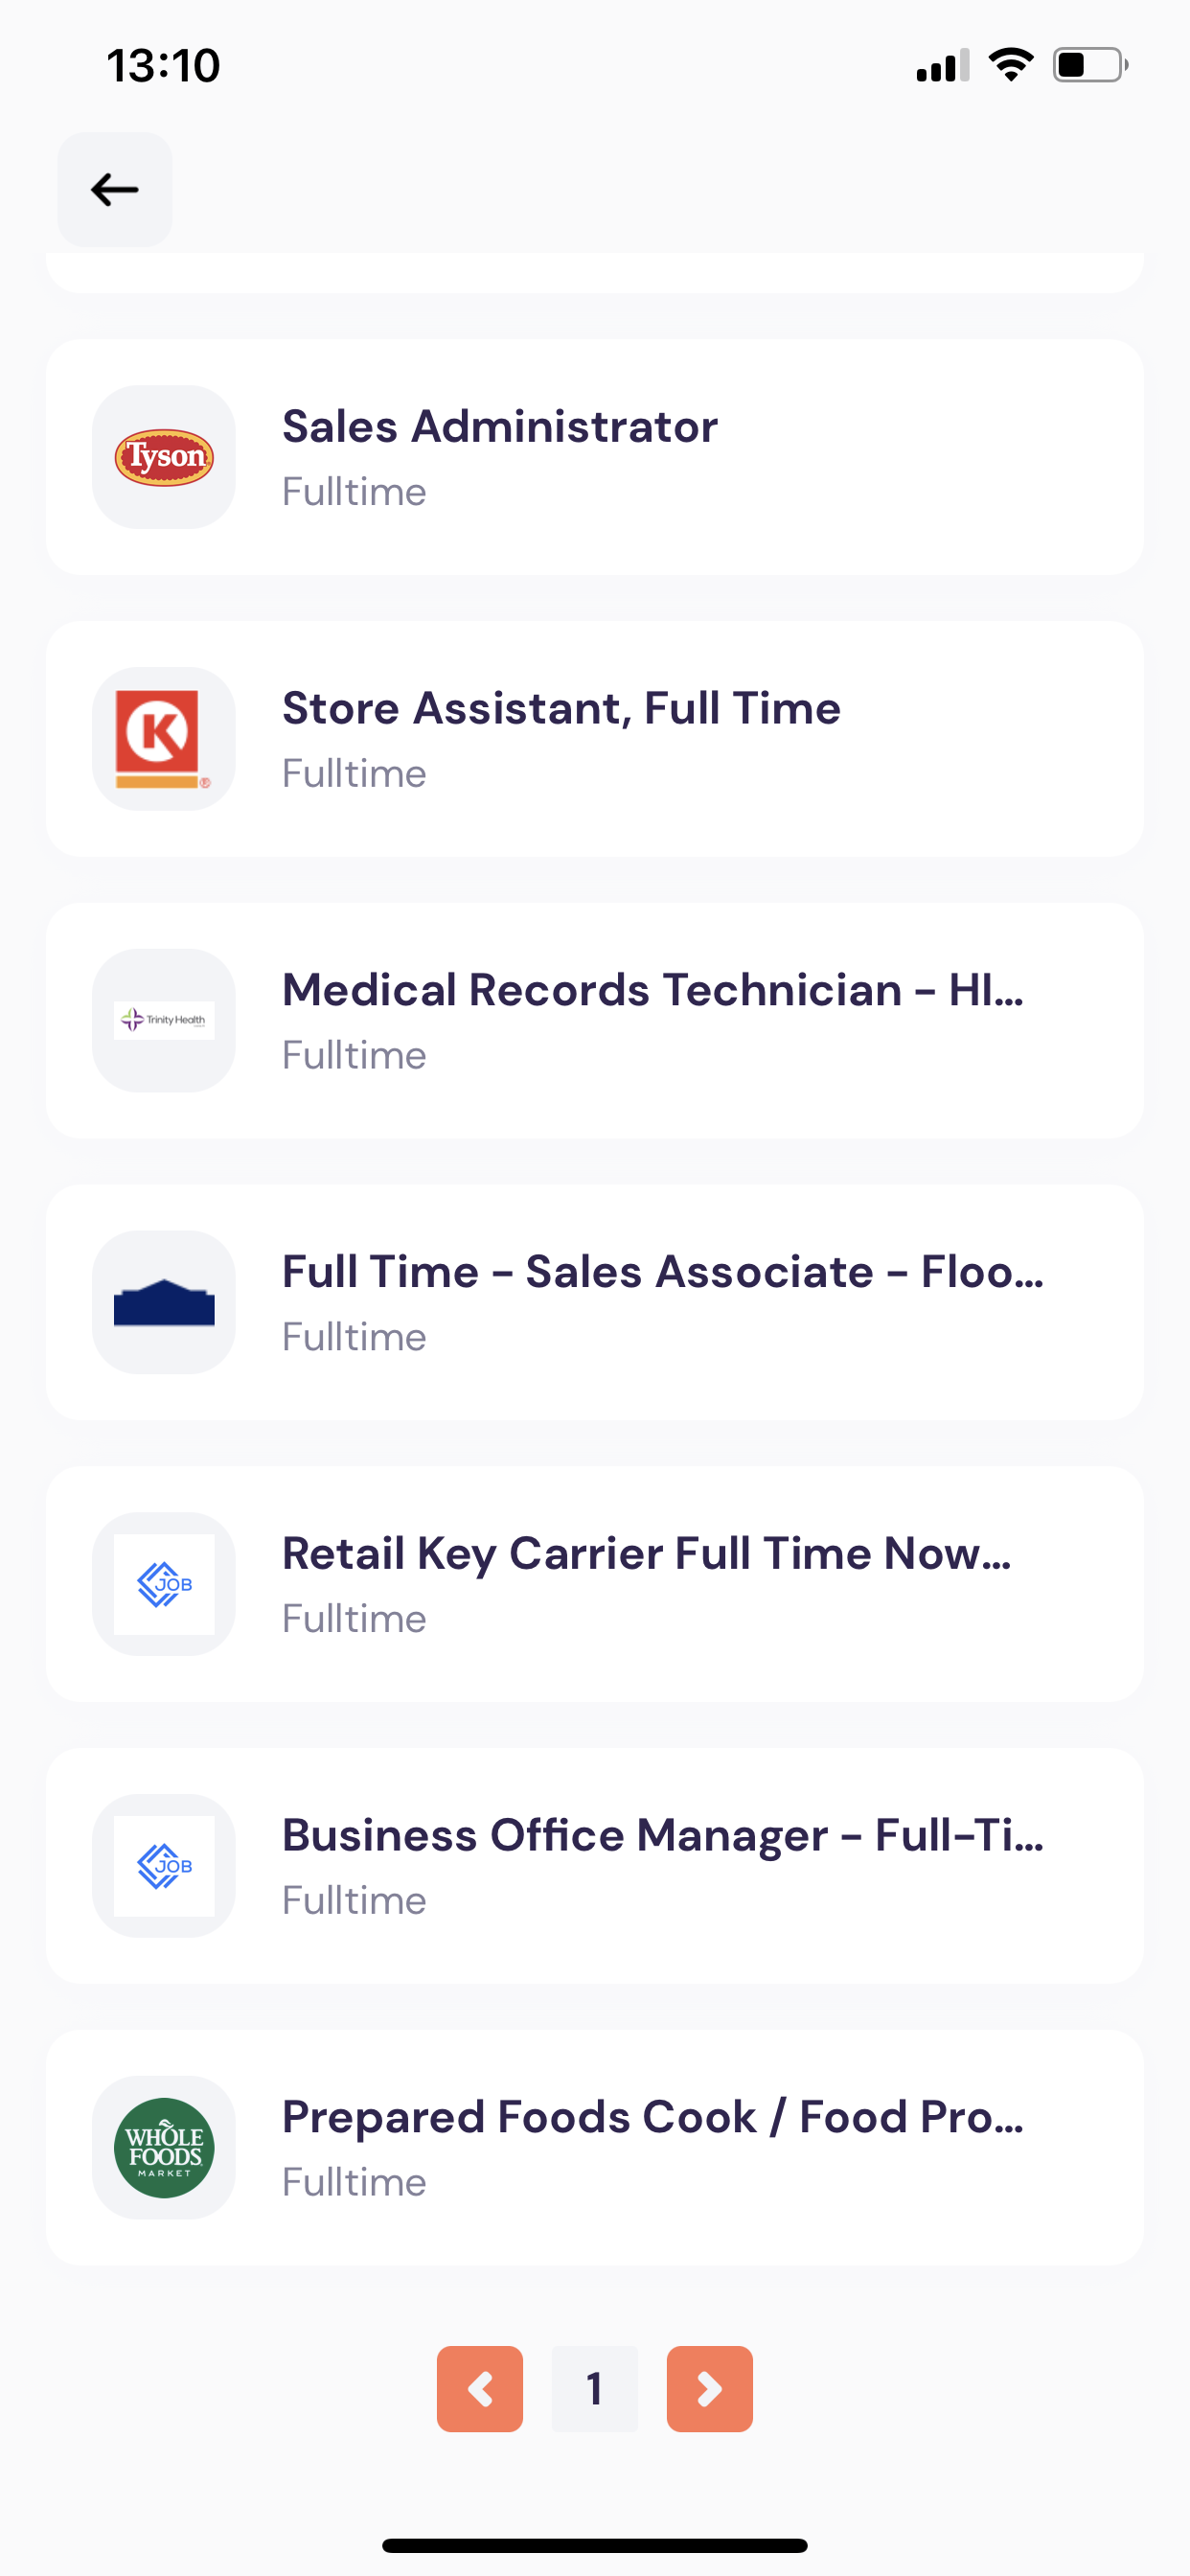 13:10
Tyson
Sales Administrator
Fulltime
K
Store Assistant, Full Time
Fulltime
Trinity Health
Medical Records Technician - HI...
Fulltime
Full Time - Sales Associate - Floo...
Fulltime
JOB
Retail Key Carrier Full Time Now...
Fulltime
JOB
Business Office Manager - Full-Ti...
Fulltime
WHOLE
FOODS
MARKET
Prepared Foods Cook / Food Pro...
Fulltime
1